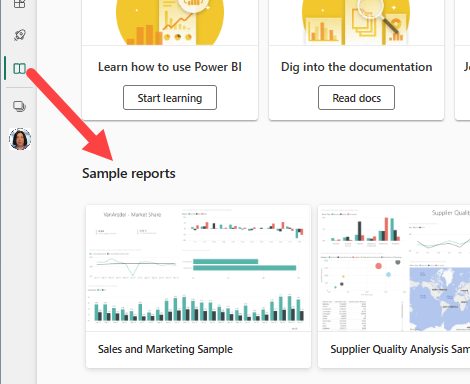 Learn how to use Power BI
Dig into the documentation
Start learning
Read docs
Sample reports
VanArsdel - Market Share
Supplier Quality
Sales and Marketing Sample
Supplier Quality Analysis Sam